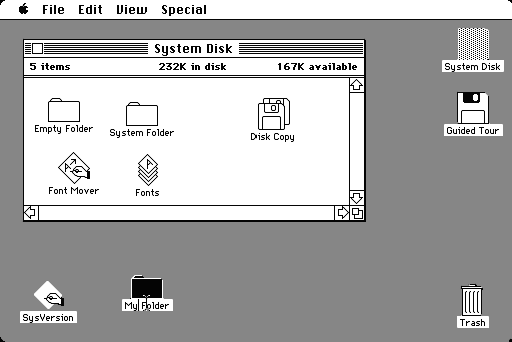 File Edit View Special
System Disk
5 items 232K in disk 167K available
Empty Folder System Folder Disk Copy
Font Mover Fonts
System Disk
Guided Tour
SysVersion My Folder Trash